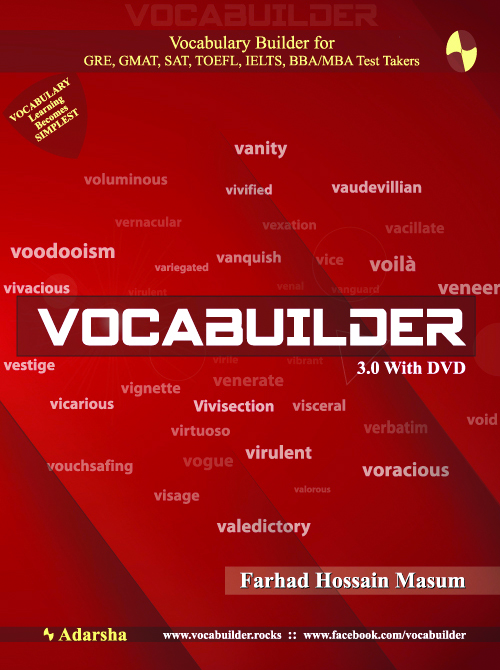 VOCABUILDER
Vocabulary Builder for
GRE, GMAT, SAT, TOEFL, IELTS, BBA/MBA Test Takers
VOCABULARY
Learning
Becomes
SIMPLEST
vanity
voluminous
vivified
vaudevillian
vernacular
vexation
vacillate
voodooism
variegated
vanquish
vice
voilà
vivacious
virulent
venal
vanguard
veneer
VOCABUILDER
vestige
virile
vibrant
3.0 With DVD
vignette
venerate
vicarious
Vivisection
visceral
virtuoso
verbatim
void
vouchsafing
vogue
virulent
voracious
visage
valorous
valedictory
Farhad Hossain Masum
Adarsha
www.vocabuilder.rocks :: www.facebook.com/vocabuilder